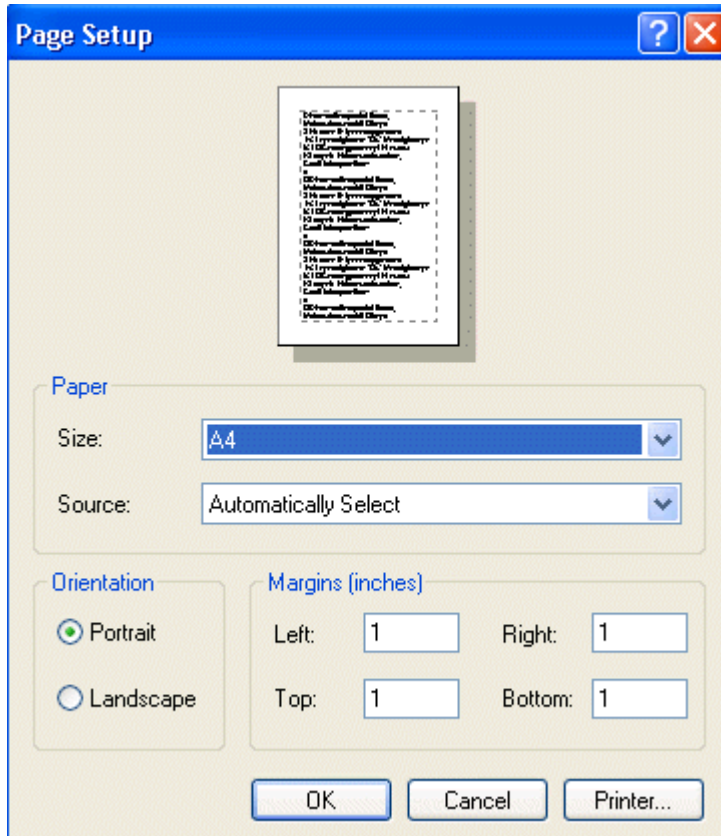 Page Setup
Paper
Size: A4
Source: Automatically Select
Orientation
Portrait
Landscape
Margins (inches)
Left: 1 Right: 1
Top: 1 Bottom: 1
OK Cancel Printer...